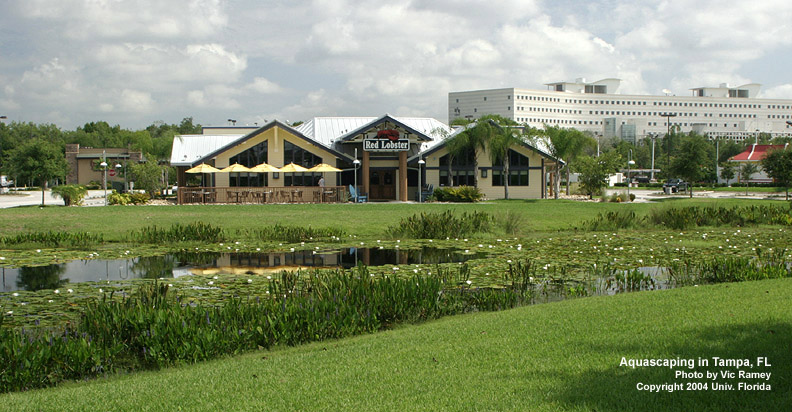 Red Lobster
Aquascaping in Tampa, FL
Photo by Vic Ramey
Copyright 2004 Univ. Florida